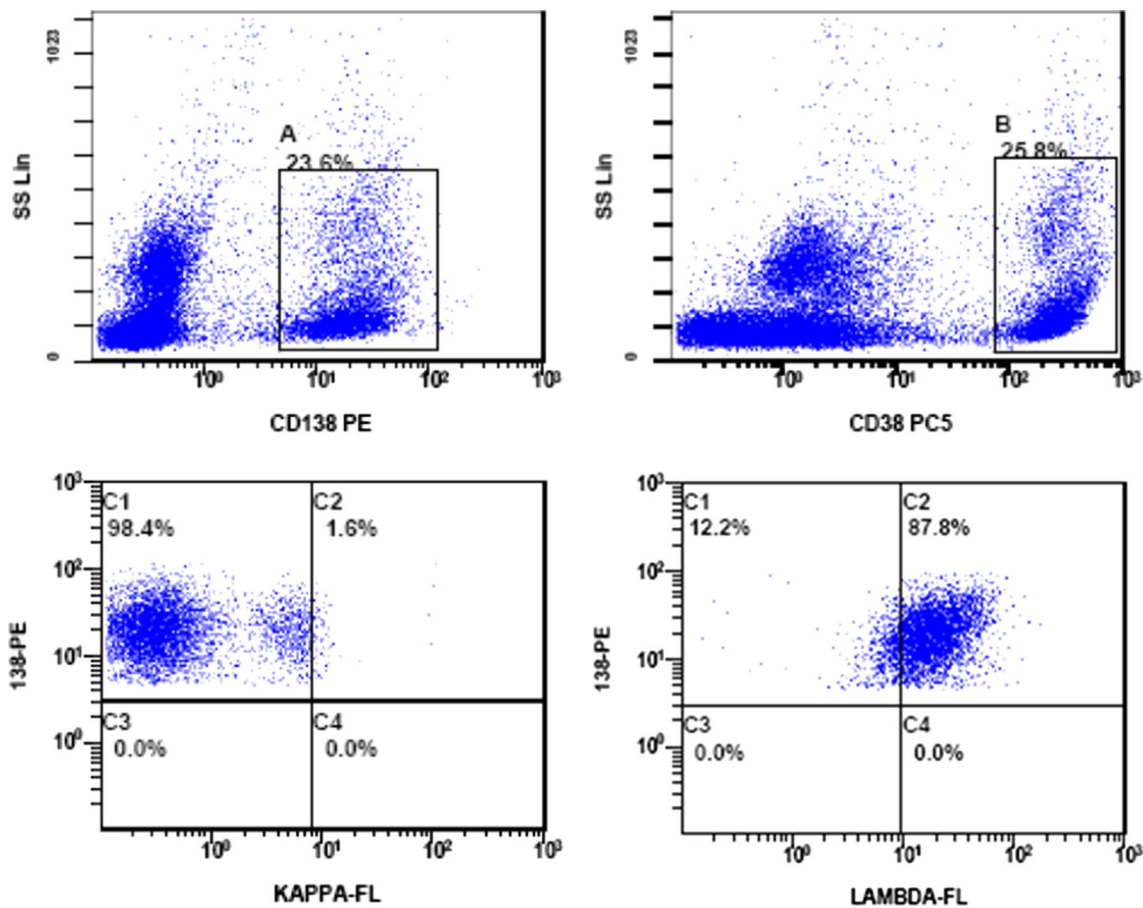 1023
SS Lin
0
A
23.6%
10⁰ 10¹ 10² 10³
CD138 PE
1023
SS Lin
0
B
25.8%
10⁰ 10¹ 10² 10³
CD38 PC5
10³
10²
10¹
10⁰
138-PE
C1 C2
98.4% 1.6%
C3 C4
0.0% 0.0%
10⁰ 10¹ 10² 10³
KAPPA-FL
10³
10²
10¹
10⁰
138-PE
C1 C2
12.2% 87.8%
C3 C4
0.0% 0.0%
10⁰ 10¹ 10² 10³
LAMBDA-FL